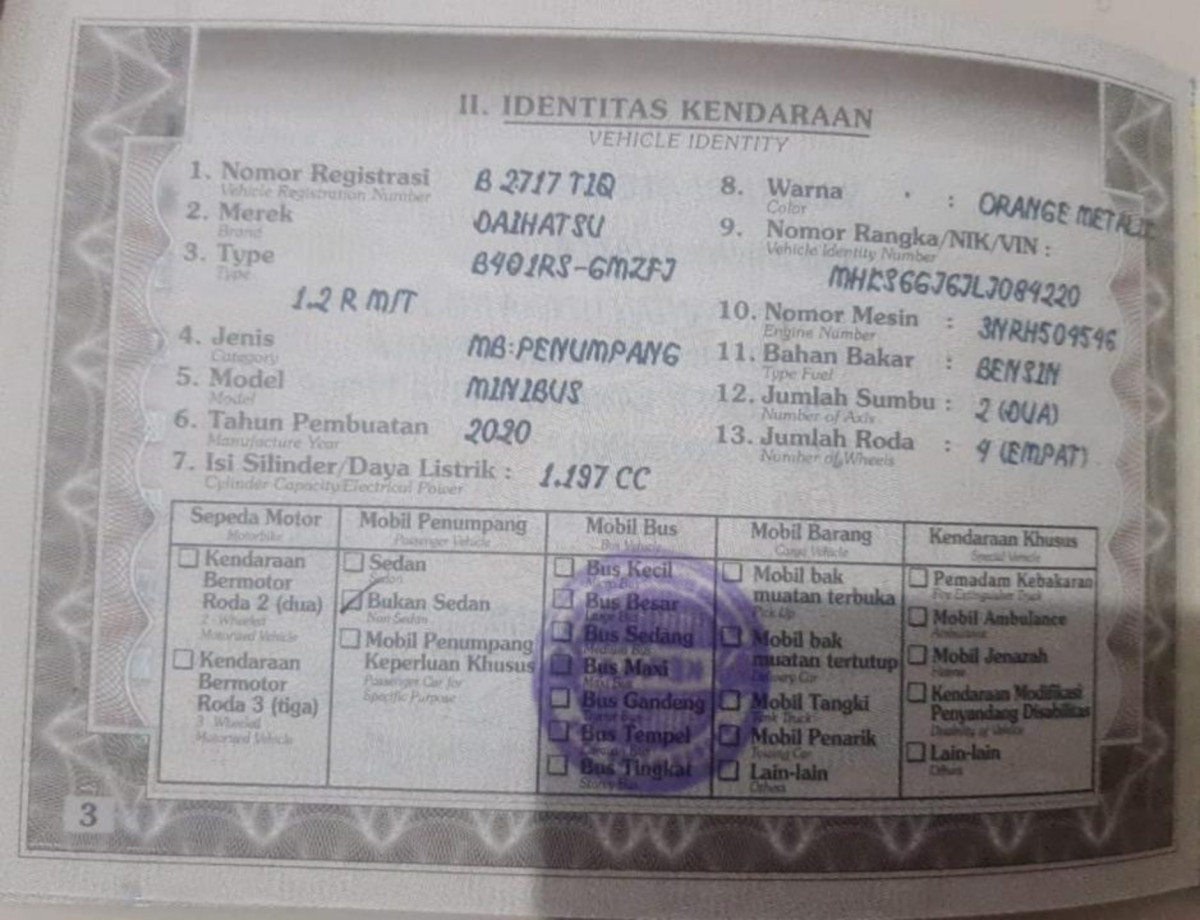 II. IDENTITAS KENDARAAN
VEHICLE IDENTITY
1. Nomor Registrasi B 2717 TIQ
Vehicle Registration Number
2. Merek DAIHATSU
Brand
3. Type B401RS-GMZFJ
Type
1.2 R M/T
4. Jenis MB:PENUMPANG
Category
5. Model MINIBUS
Model
6. Tahun Pembuatan 2020
Manufacture Year
7. Isi Silinder/Daya Listrik : 1.197 CC
Cylinder Capacity/Electrical Power
8. Warna : ORANGE METALIC
Color
9. Nomor Rangka/NIK/VIN :
Vehicle Identity Number
MHKS6GJ6JLJ084220
10. Nomor Mesin : 3NRH509596
Engine Number
11. Bahan Bakar : BENSIN
Type Fuel
12. Jumlah Sumbu : 2 (DUA)
Number of Axis
13. Jumlah Roda : 4 (EMPAT)
Number of Wheels
Sepeda Motor
Motorbike
Kendaraan
Bermotor
Roda 2 (dua)
2 - Wheeled
Motorised Vehicle
Kendaraan
Bermotor
Roda 3 (tiga)
3 - Wheeled
Motorised Vehicle
Mobil Penumpang
Passenger Vehicle
Sedan
Sedan
Bukan Sedan
Non Sedan
Mobil Penumpang
Keperluan Khusus
Passenger Car for
Specific Purpose
Mobil Bus
Bus Vehicle
Bus Kecil
Micro Bus
Bus Besar
Large Bus
Bus Sedang
Medium Bus
Bus Maxi
Maxi Bus
Bus Gandeng
Bus Tempel
Bus Tingkat
Mobil Barang
Cargo Vehicle
Mobil bak
muatan terbuka
Pick Up
Mobil bak
muatan tertutup
Delivery Car
Mobil Tangki
Tank Truck
Mobil Penarik
Towing Car
Lain-lain
Others
Kendaraan Khusus
Special Vehicle
Pemadam Kebakaran
Fire Extinguisher Truck
Mobil Ambulance
Ambulance
Mobil Jenazah
Hearse
Kendaraan Modifikasi
Penyandang Disabilitas
Disability of Vehicle
Lain-lain
Others
3